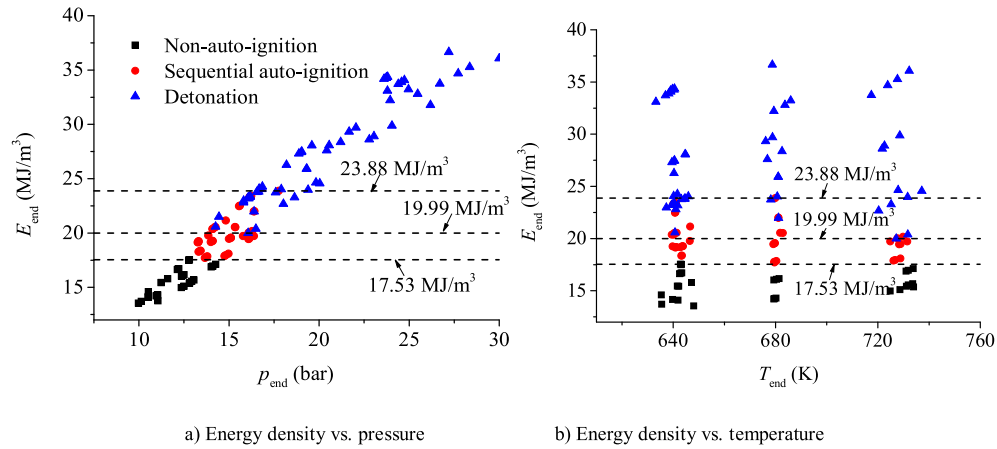 40
35
30
25
20
15
E_end (MJ/m³)
Non-auto-ignition
Sequential auto-ignition
Detonation
23.88 MJ/m³
19.99 MJ/m³
17.53 MJ/m³
10 15 20 25 30
p_end (bar)
a) Energy density vs. pressure
40
35
30
25
20
15
E_end (MJ/m³)
23.88 MJ/m³
19.99 MJ/m³
17.53 MJ/m³
640 680 720 760
T_end (K)
b) Energy density vs. temperature